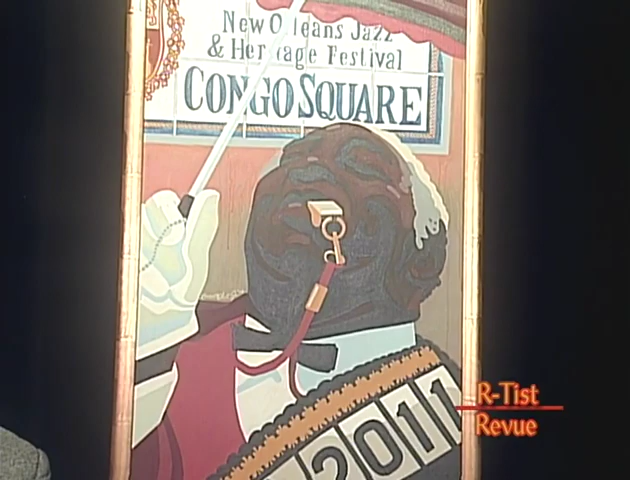 New Orleans Jazz
& Heritage Festival
CONGO SQUARE
2011
R-Tist
Revue